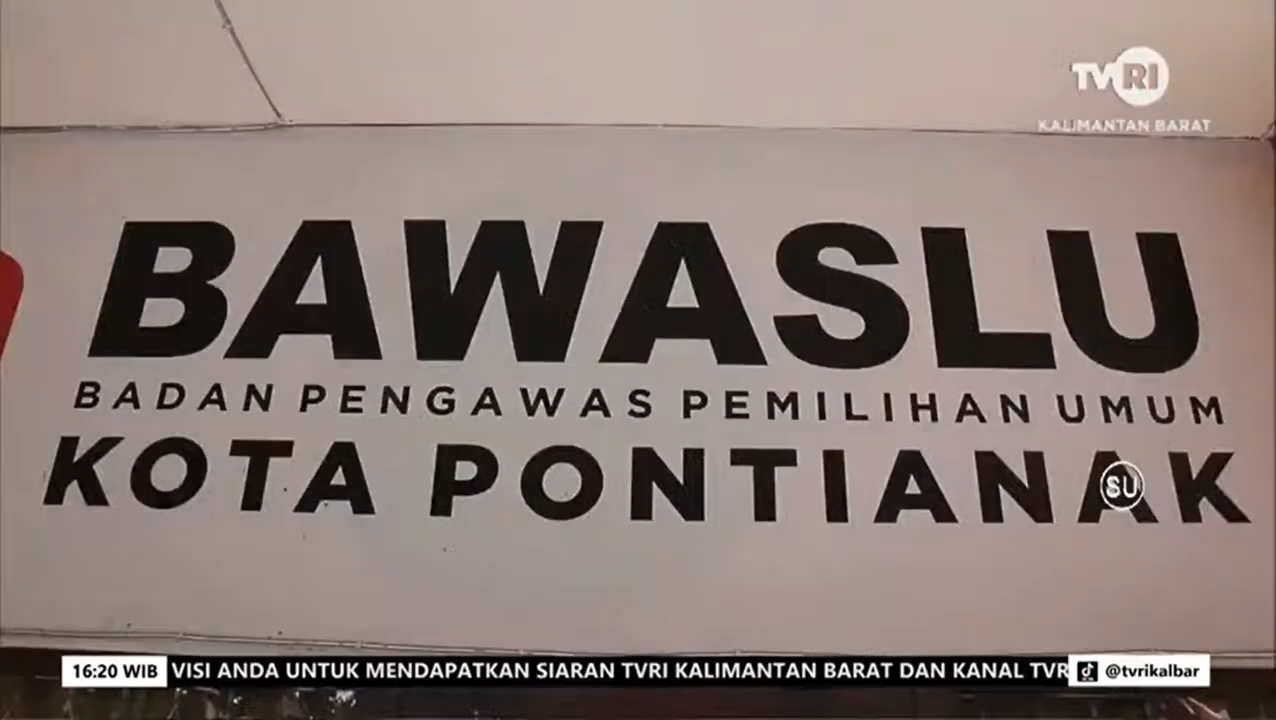 TVRI
KALIMANTAN BARAT
BAWASLU
BADAN PENGAWAS PEMILIHAN UMUM
KOTA PONTIANAK
SU
16:20 WIB VISI ANDA UNTUK MENDAPATKAN SIARAN TVRI KALIMANTAN BARAT DAN KANAL TVR @tvrikalbar